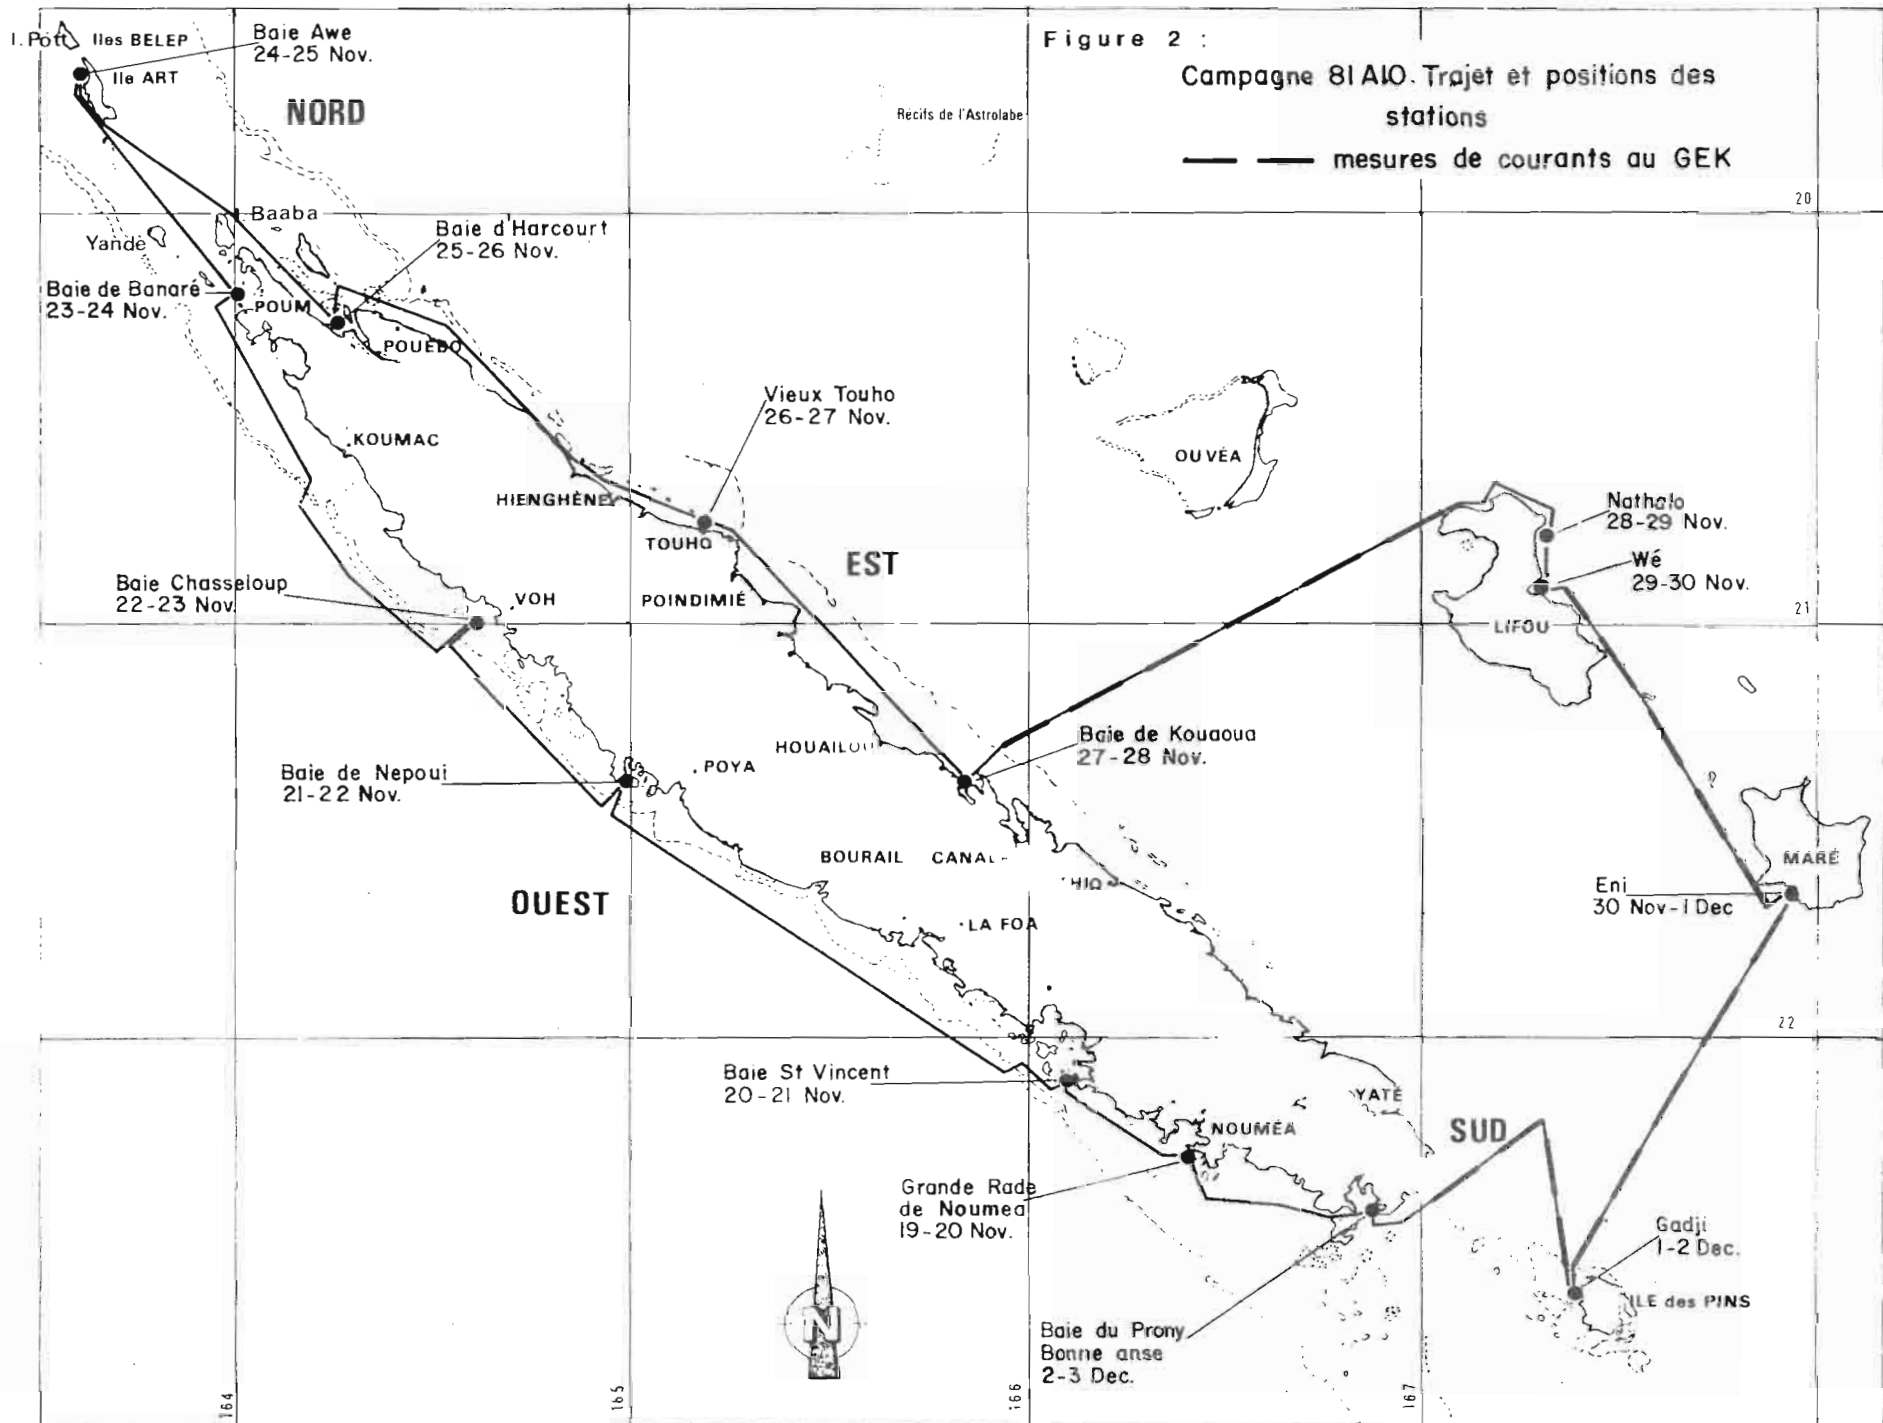 Figure 2 :
Campagne 81 A10. Trajet et positions des
stations
mesures de courants au GEK
I. Pott
Iles BELEP
Ile ART
Baie Awe
24-25 Nov.
NORD
Récifs de l'Astrolabe
20
Baaba
Yandé
Baie d'Harcourt
25-26 Nov.
Baie de Banaré
23-24 Nov.
POUM
POUÉBO
Vieux Touho
26-27 Nov.
KOUMAC
OUVÉA
HIENGHÈNE
Nathalo
28-29 Nov.
TOUHO
EST
Wé
29-30 Nov.
Baie Chasseloup
22-23 Nov.
VOH
POINDIMIÉ
21
LIFOU
Baie de Kouaoua
27-28 Nov.
HOUAILOU
POYA
Baie de Nepoui
21-22 Nov.
BOURAIL
CANAL
MARÉ
HIO
Eni
30 Nov-1 Dec
OUEST
LA FOA
22
Baie St Vincent
20-21 Nov.
YATÉ
NOUMÉA
SUD
Grande Rade
de Noumea
19-20 Nov.
Gadji
1-2 Dec.
ILE des PINS
N
Baie du Prony
Bonne anse
2-3 Dec.
164
165
166
167